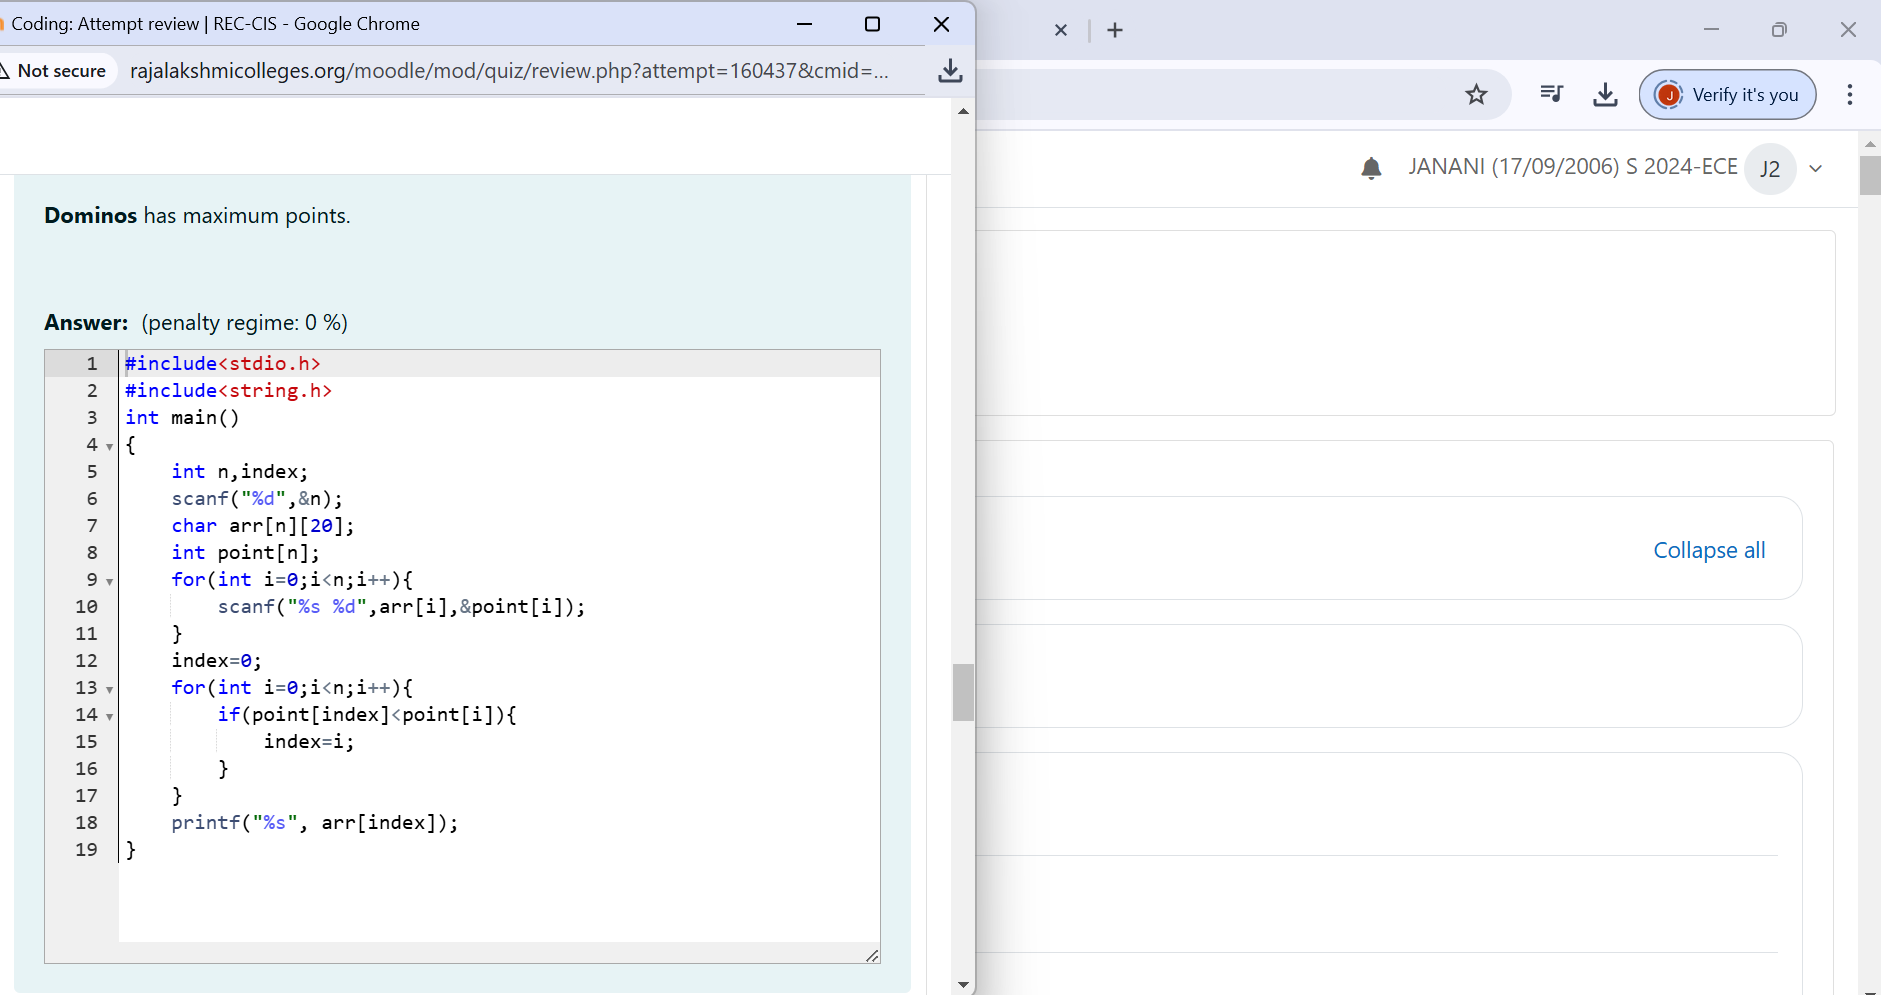 Coding: Attempt review | REC-CIS - Google Chrome
Not secure
rajalakshmicolleges.org/moodle/mod/quiz/review.php?attempt=160437&cmid=...
Verify it's you
JANANI (17/09/2006) S 2024-ECE
J2
Collapse all
Dominos has maximum points.
Answer: (penalty regime: 0 %)
1 #include<stdio.h>
2 #include<string.h>
3 int main()
4 {
5     int n,index;
6     scanf("%d",&n);
7     char arr[n][20];
8     int point[n];
9     for(int i=0;i<n;i++){
10         scanf("%s %d",arr[i],&point[i]);
11     }
12     index=0;
13     for(int i=0;i<n;i++){
14         if(point[index]<point[i]){
15             index=i;
16         }
17     }
18     printf("%s", arr[index]);
19 }